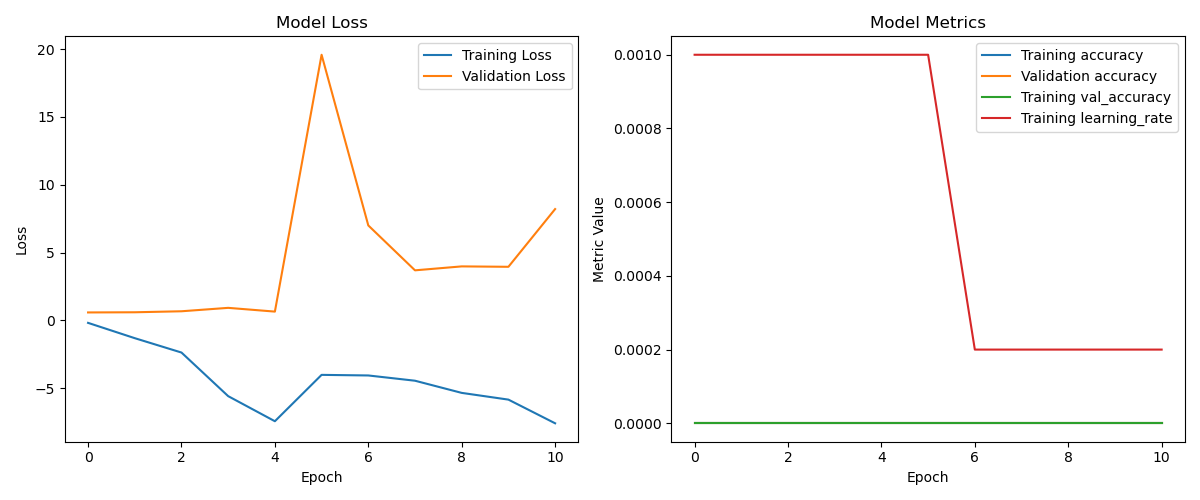 Model Loss
20
15
10
5
0
−5
Loss
0 2 4 6 8 10
Epoch
Training Loss
Validation Loss
Model Metrics
0.0010
0.0008
0.0006
0.0004
0.0002
0.0000
Metric Value
0 2 4 6 8 10
Epoch
Training accuracy
Validation accuracy
Training val_accuracy
Training learning_rate